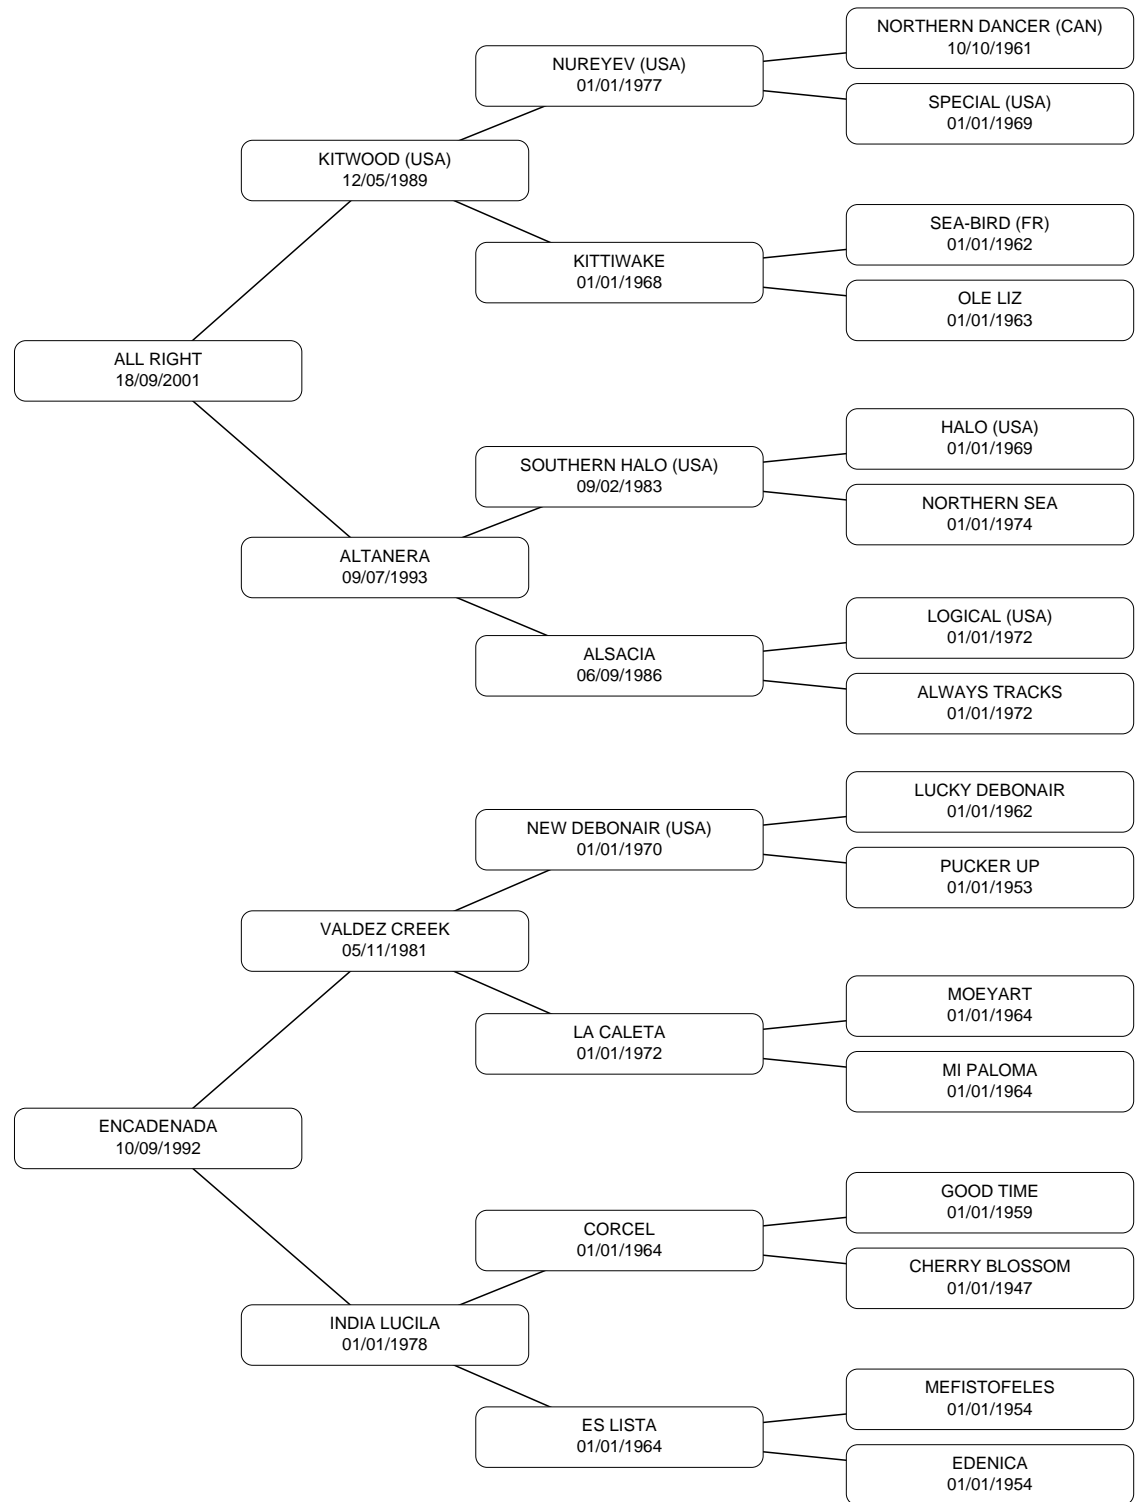 NORTHERN DANCER (CAN)
10/10/1961
NUREYEV (USA)
01/01/1977
SPECIAL (USA)
01/01/1969
KITWOOD (USA)
12/05/1989
SEA-BIRD (FR)
01/01/1962
KITTIWAKE
01/01/1968
OLE LIZ
01/01/1963
ALL RIGHT
18/09/2001
HALO (USA)
01/01/1969
SOUTHERN HALO (USA)
09/02/1983
NORTHERN SEA
01/01/1974
ALTANERA
09/07/1993
LOGICAL (USA)
01/01/1972
ALSACIA
06/09/1986
ALWAYS TRACKS
01/01/1972
LUCKY DEBONAIR
01/01/1962
NEW DEBONAIR (USA)
01/01/1970
PUCKER UP
01/01/1953
VALDEZ CREEK
05/11/1981
MOEYART
01/01/1964
LA CALETA
01/01/1972
MI PALOMA
01/01/1964
ENCADENADA
10/09/1992
GOOD TIME
01/01/1959
CORCEL
01/01/1964
CHERRY BLOSSOM
01/01/1947
INDIA LUCILA
01/01/1978
MEFISTOFELES
01/01/1954
ES LISTA
01/01/1964
EDENICA
01/01/1954